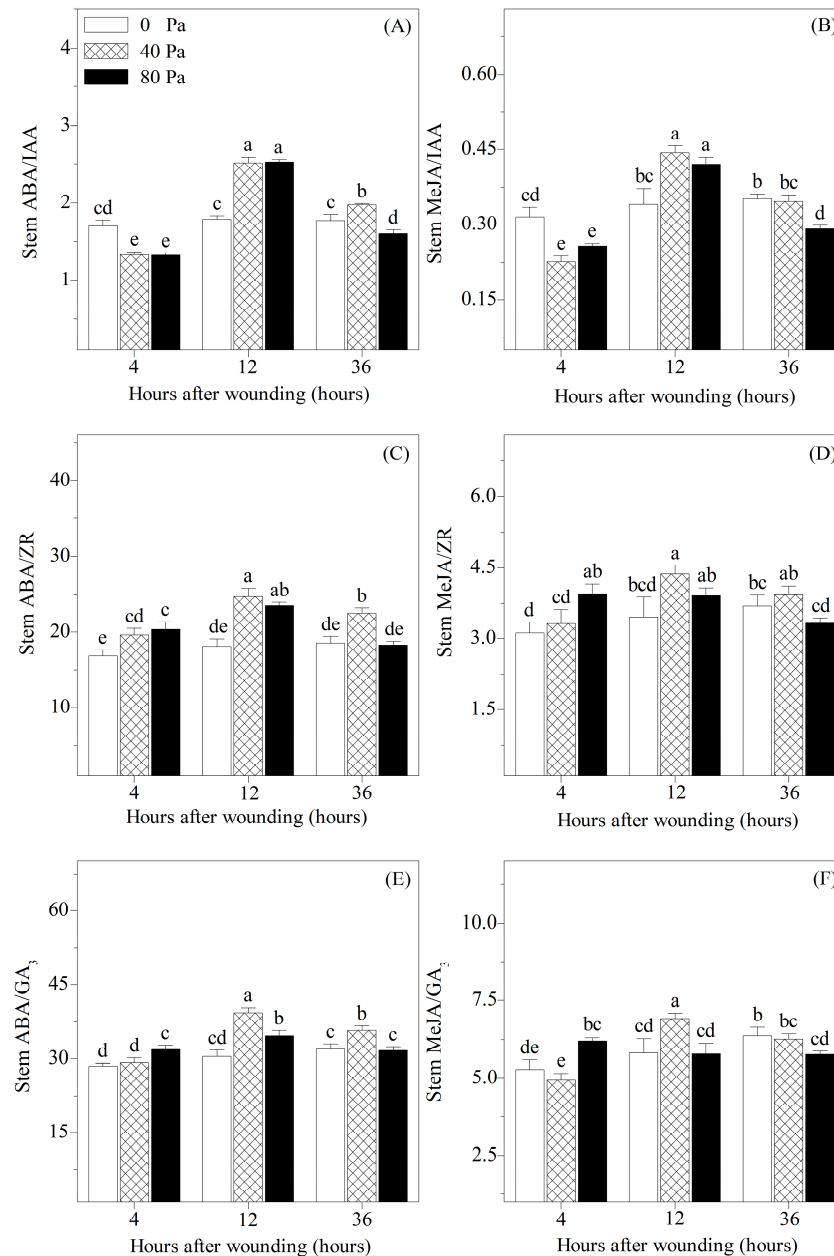 (A)
0 Pa
40 Pa
80 Pa
4
3
2
1
Stem ABA/IAA
cd e e c a a c b d
4 12 36
Hours after wounding (hours)
(B)
0.60
0.45
0.30
0.15
Stem MeJA/IAA
cd e e bc a a b bc d
4 12 36
Hours after wounding (hours)
(C)
40
30
20
10
Stem ABA/ZR
e cd c de a ab de b de
4 12 36
Hours after wounding (hours)
(D)
6.0
4.5
3.0
1.5
Stem MeJA/ZR
d cd ab bcd a ab bc ab cd
4 12 36
Hours after wounding (hours)
(E)
60
45
30
15
Stem ABA/GA3
d d c cd a b c b c
4 12 36
Hours after wounding (hours)
(F)
10.0
7.5
5.0
2.5
Stem MeJA/GA3
de e bc cd a cd b bc cd
4 12 36
Hours after wounding (hours)